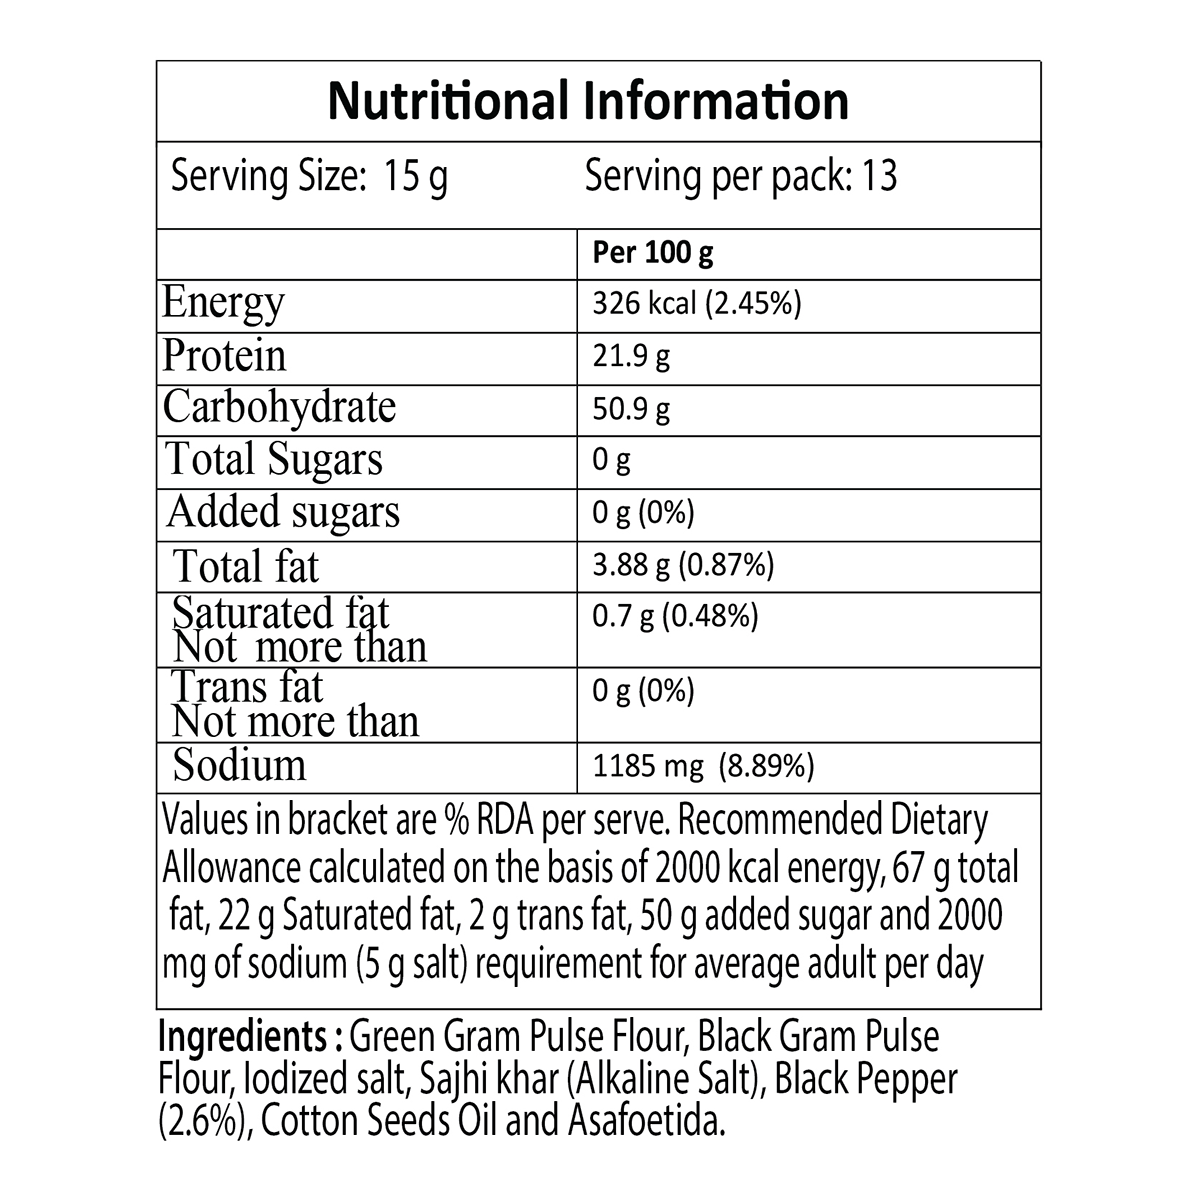 Nutritional Information
Serving Size: 15 g Serving per pack: 13
Per 100 g
Energy 326 kcal (2.45%)
Protein 21.9 g
Carbohydrate 50.9 g
Total Sugars 0 g
Added sugars 0 g (0%)
Total fat 3.88 g (0.87%)
Saturated fat 0.7 g (0.48%)
Not more than
Trans fat 0 g (0%)
Not more than
Sodium 1185 mg (8.89%)
Values in bracket are % RDA per serve. Recommended Dietary
Allowance calculated on the basis of 2000 kcal energy, 67 g total
fat, 22 g Saturated fat, 2 g trans fat, 50 g added sugar and 2000
mg of sodium (5 g salt) requirement for average adult per day
Ingredients : Green Gram Pulse Flour, Black Gram Pulse
Flour, Iodized salt, Sajhi khar (Alkaline Salt), Black Pepper
(2.6%), Cotton Seeds Oil and Asafoetida.